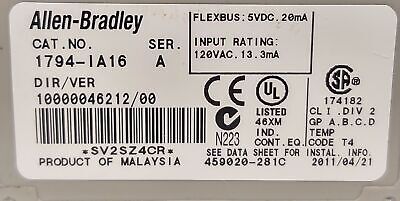 Allen-Bradley
CAT.NO. SER.
1794-IA16 A
DIR/VER
10000046212/00
*SV2SZ4CR*
PRODUCT OF MALAYSIA
FLEXBUS: 5VDC. 20mA
INPUT RATING:
120VAC. 13.3mA
CE
UL
LISTED
46XM
IND.
CONT.EQ.
N223
SA
174182
CLI.DIV 2
GP A.B.C.D
TEMP
CODE T4
SEE DATA SHEET FOR INSTAL. INFO.
459020-281C 2011/04/21